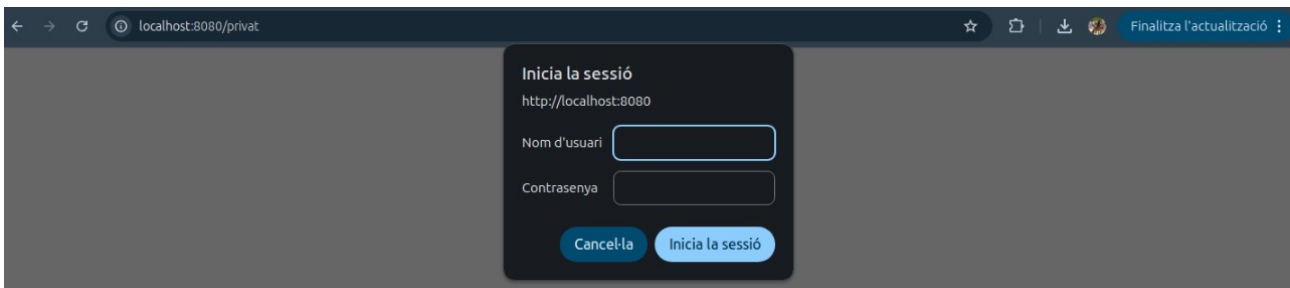 localhost:8080/privat
Finalitza l'actualització
Inicia la sessió
http://localhost:8080
Nom d'usuari
Contrasenya
Cancel·la Inicia la sessió